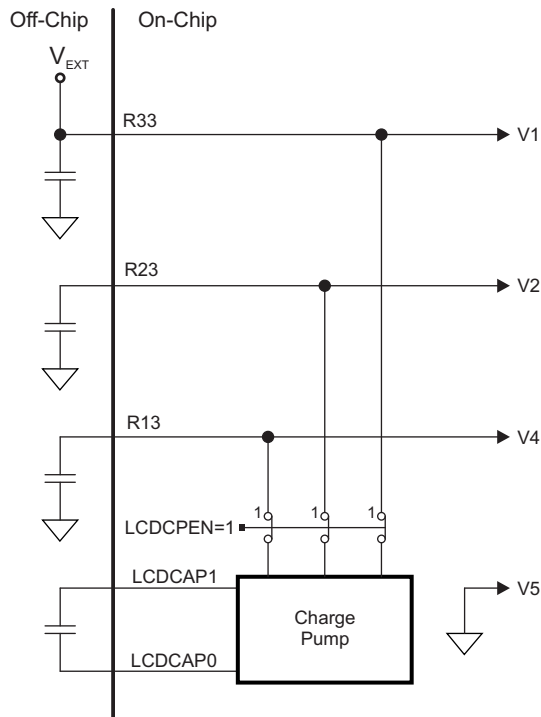 Off-Chip
On-Chip
VEXT
R33
V1
R23
V2
R13
V4
1
1
1
LCDCPEN=1
LCDCAP1
V5
Charge
Pump
LCDCAP0